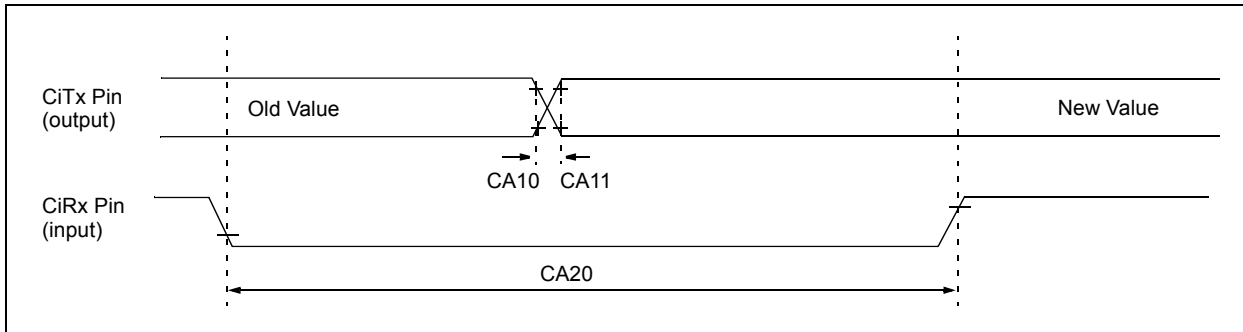 CiTx Pin
(output)
Old Value
New Value
CA10
CA11
CiRx Pin
(input)
CA20